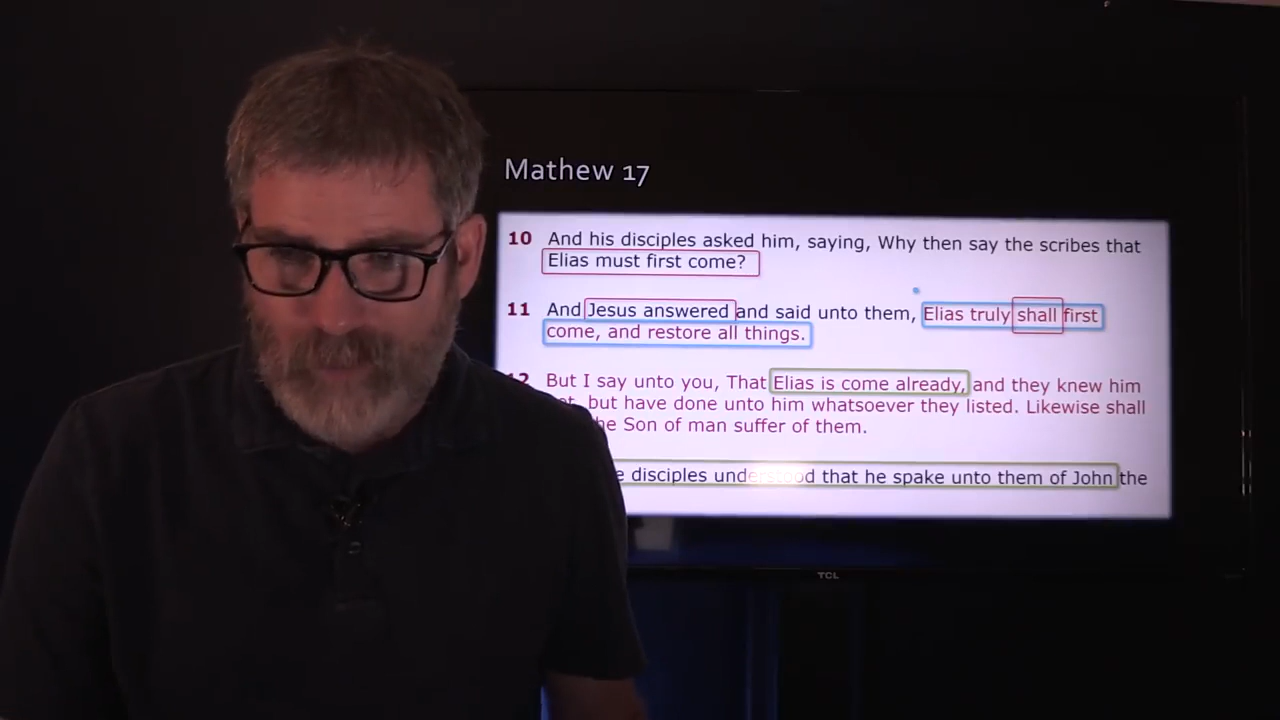 Mathew 17
10 And his disciples asked him, saying, Why then say the scribes that
Elias must first come?
11 And Jesus answered and said unto them, Elias truly shall first
come, and restore all things.
But I say unto you, That Elias is come already, and they knew him
but have done unto him whatsoever they listed. Likewise shall
Son of man suffer of them.
disciples understood that he spake unto them of John the
TCL